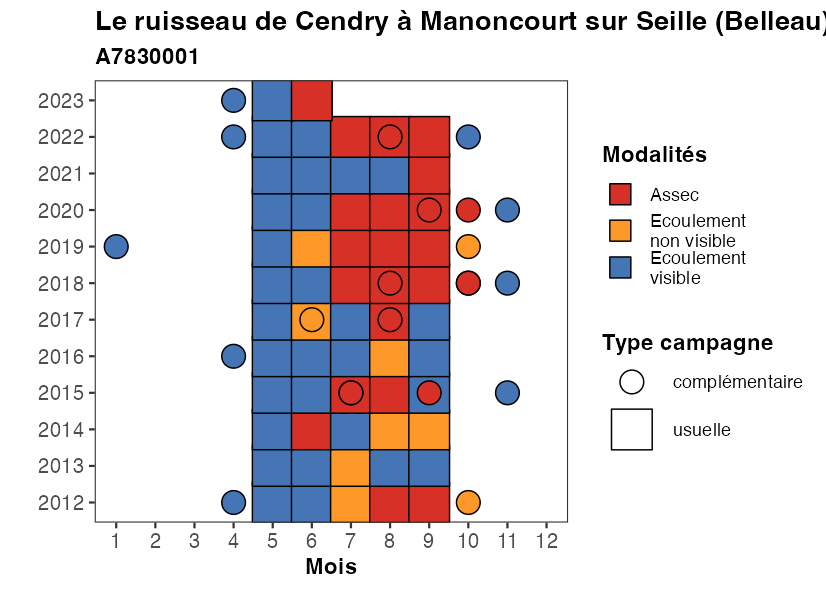 Le ruisseau de Cendry à Manoncourt sur Seille (Belleau)
A7830001
2023
2022
2021
2020
2019
2018
2017
2016
2015
2014
2013
2012
1 2 3 4 5 6 7 8 9 10 11 12
Mois
Modalités
Assec
Ecoulement
non visible
Ecoulement
visible
Type campagne
complémentaire
usuelle